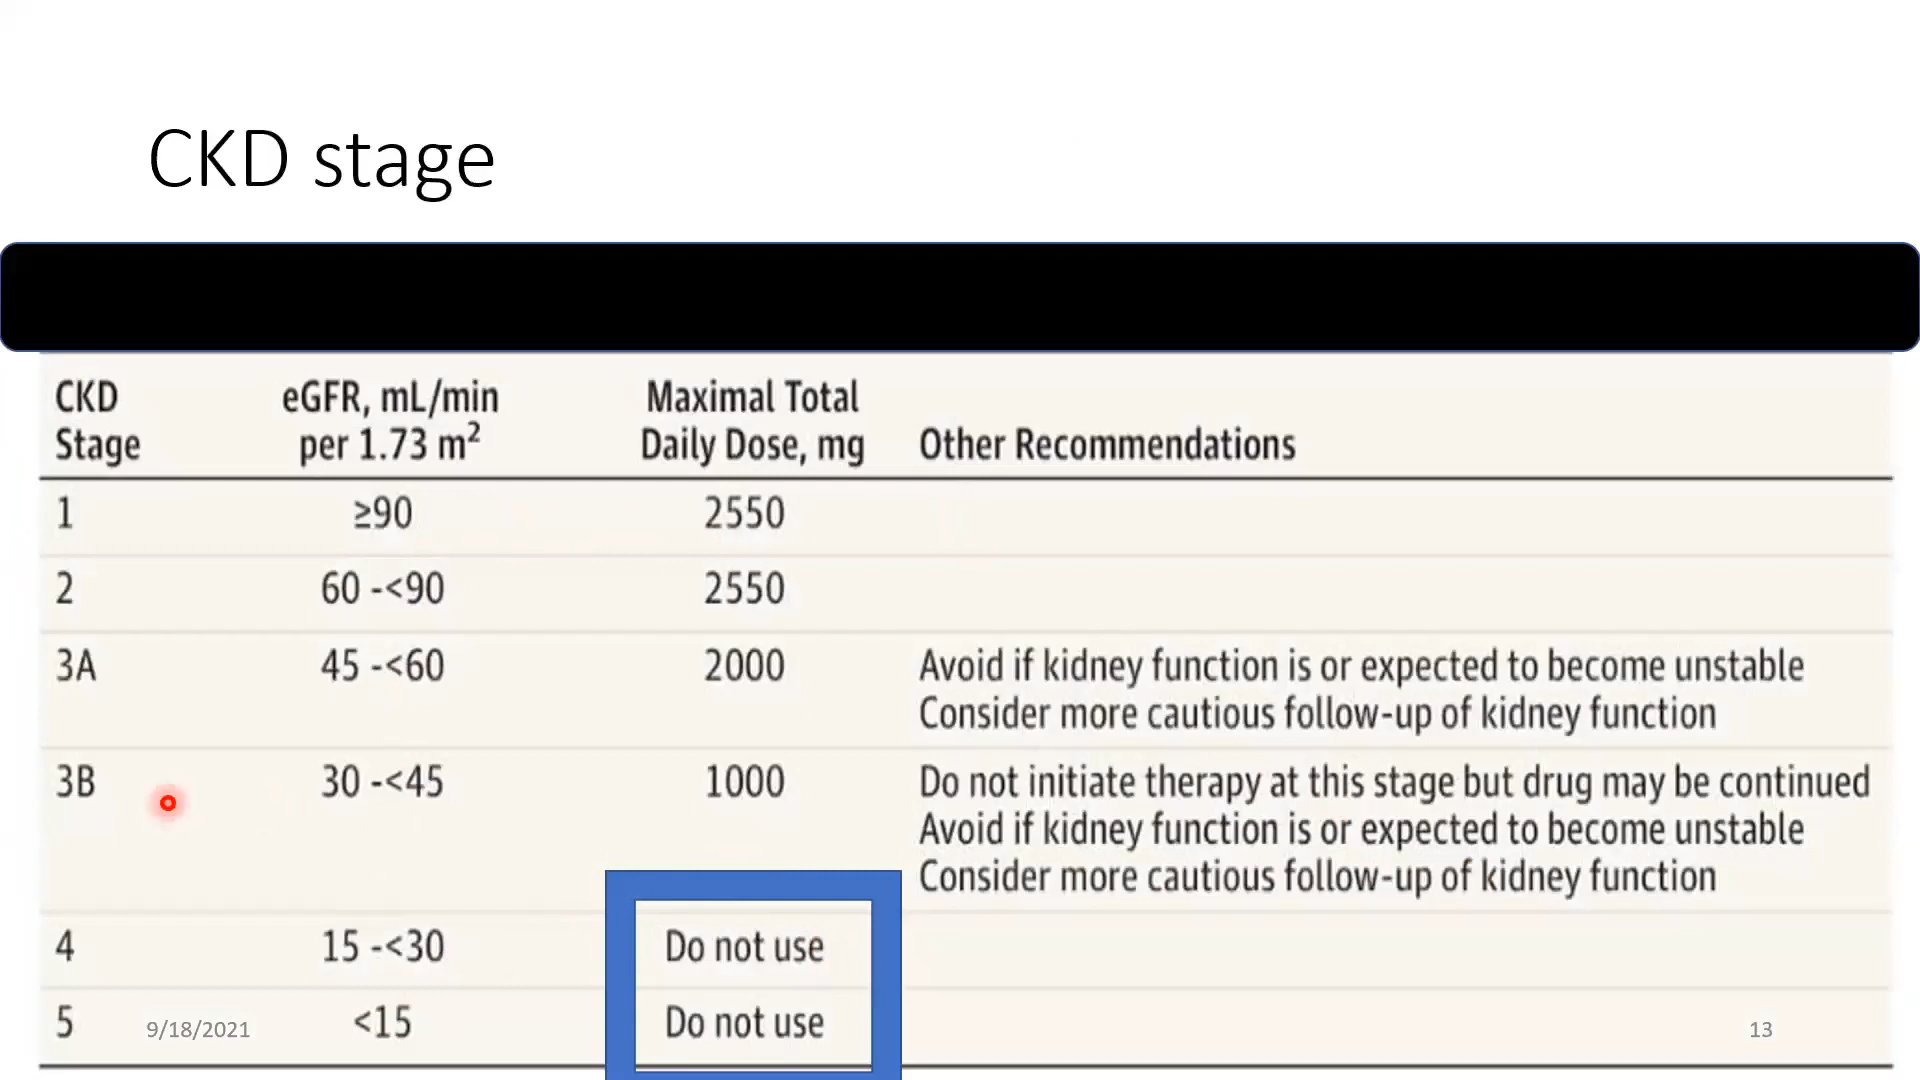 CKD stage
CKD Stage	eGFR, mL/min per 1.73 m²	Maximal Total Daily Dose, mg	Other Recommendations
1	≥90	2550
2	60 -<90	2550
3A	45 -<60	2000	Avoid if kidney function is or expected to become unstable
Consider more cautious follow-up of kidney function
3B	30 -<45	1000	Do not initiate therapy at this stage but drug may be continued
Avoid if kidney function is or expected to become unstable
Consider more cautious follow-up of kidney function
4	15 -<30	Do not use
5	<15	Do not use
9/18/2021	13